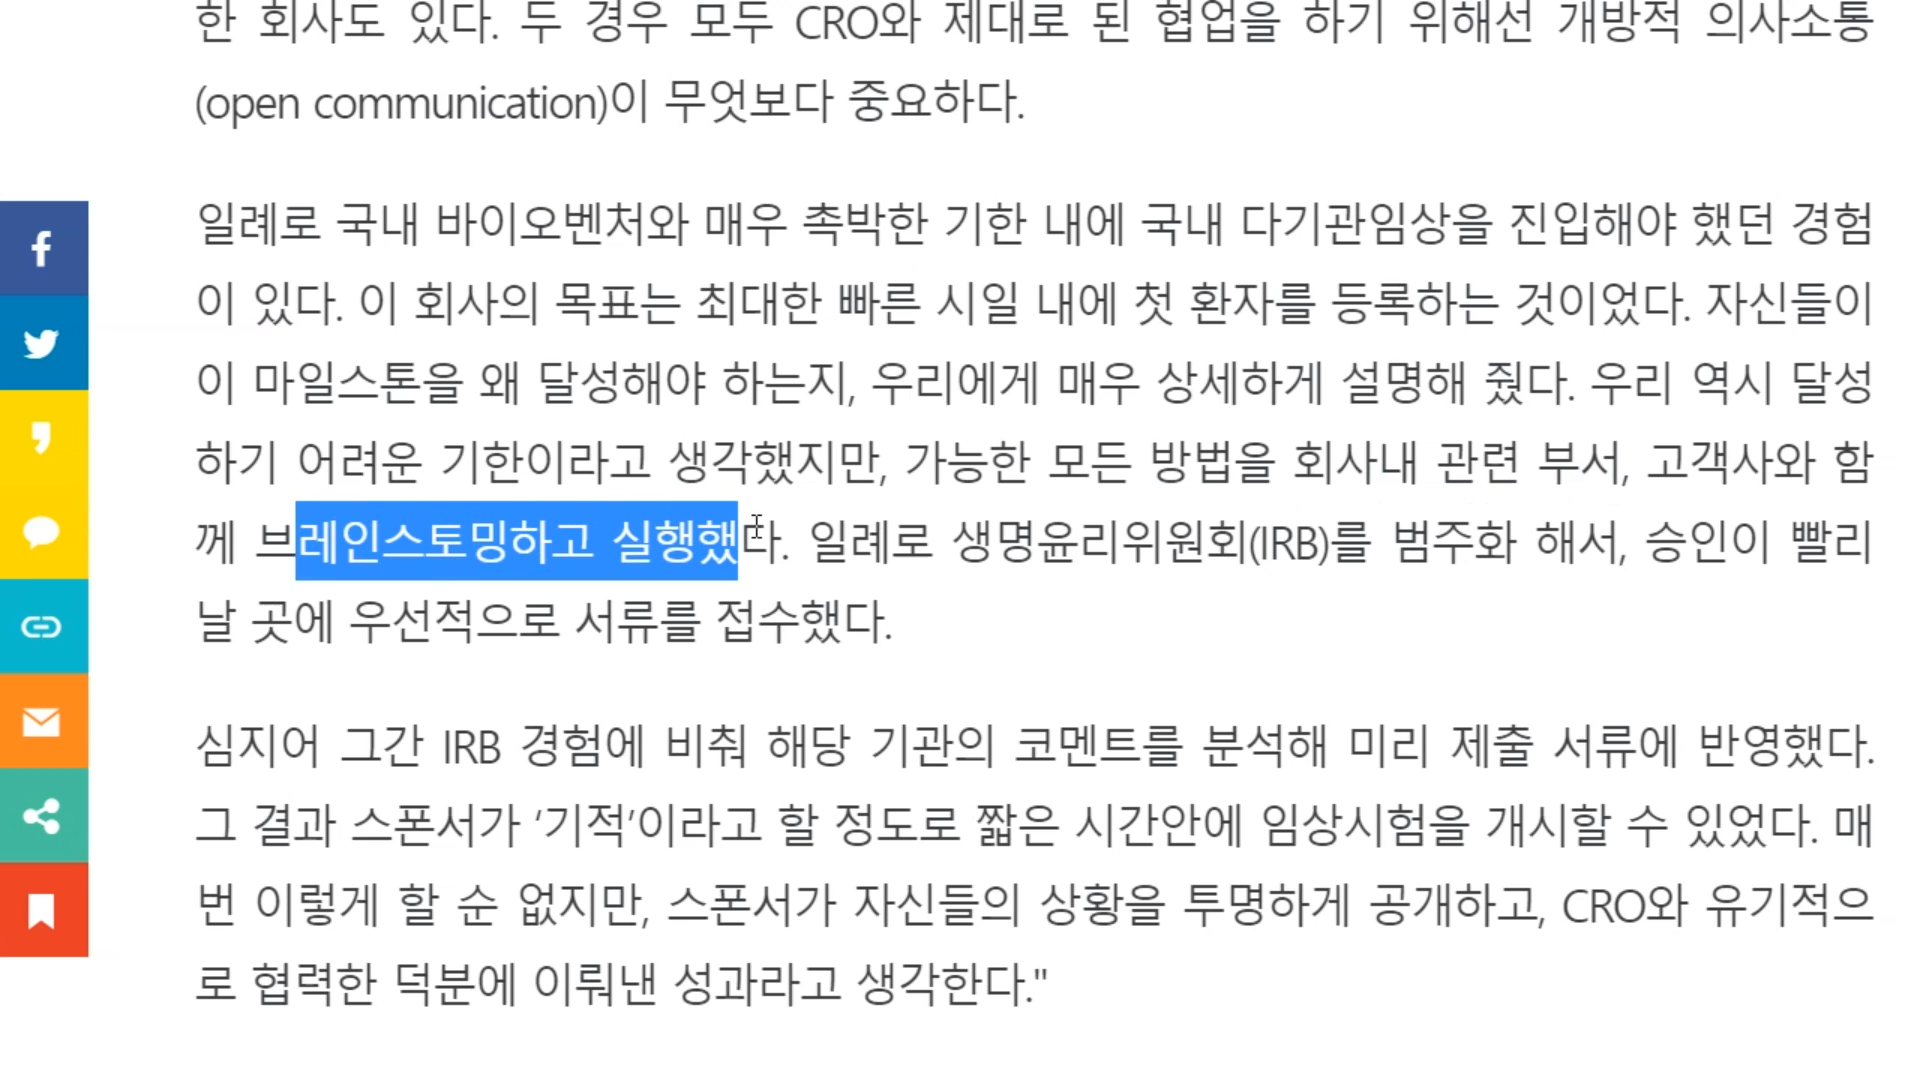 한 회사도 있다. 두 경우 모두 CRO와 제대로 된 협업을 하기 위해선 개방적 의사소통
(open communication)이 무엇보다 중요하다.
일례로 국내 바이오벤처와 매우 촉박한 기한 내에 국내 다기관임상을 진입해야 했던 경험
이 있다. 이 회사의 목표는 최대한 빠른 시일 내에 첫 환자를 등록하는 것이었다. 자신들이
이 마일스톤을 왜 달성해야 하는지, 우리에게 매우 상세하게 설명해 줬다. 우리 역시 달성
하기 어려운 기한이라고 생각했지만, 가능한 모든 방법을 회사내 관련 부서, 고객사와 함
께 브레인스토밍하고 실행했다. 일례로 생명윤리위원회(IRB)를 범주화 해서, 승인이 빨리
날 곳에 우선적으로 서류를 접수했다.
심지어 그간 IRB 경험에 비춰 해당 기관의 코멘트를 분석해 미리 제출 서류에 반영했다.
그 결과 스폰서가 ‘기적’이라고 할 정도로 짧은 시간안에 임상시험을 개시할 수 있었다. 매
번 이렇게 할 순 없지만, 스폰서가 자신들의 상황을 투명하게 공개하고, CRO와 유기적으
로 협력한 덕분에 이뤄낸 성과라고 생각한다."